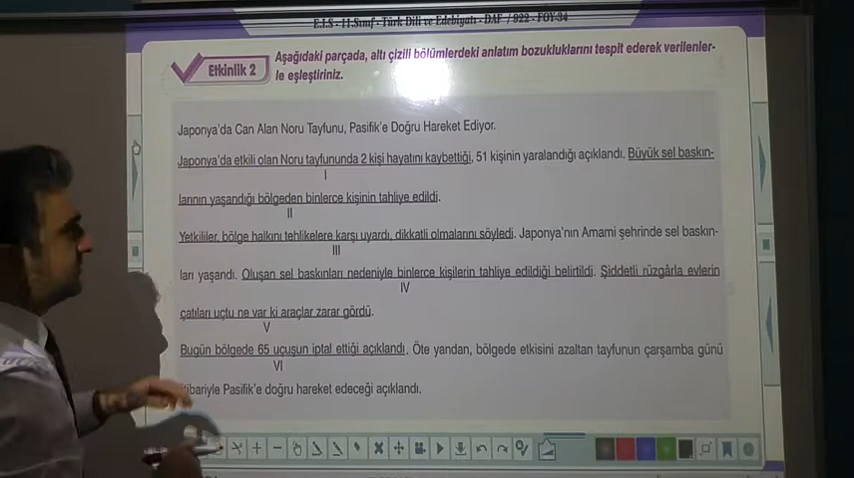 E.I.S - 11.Sınıf - Türk Dili ve Edebiyatı - DAF / 922 - FÖY-34
Etkinlik 2
Aşağıdaki parçada, altı çizili bölümlerdeki anlatım bozukluklarını tespit ederek verilenler-
le eşleştiriniz.
Japonya'da Can Alan Noru Tayfunu, Pasifik'e Doğru Hareket Ediyor.
Japonya'da etkili olan Noru tayfununda 2 kişi hayatını kaybettiği, 51 kişinin yaralandığı açıklandı. Büyük sel baskın-
I
larının yaşandığı bölgeden binlerce kişinin tahliye edildi.
II
Yetkililer, bölge halkını tehlikelere karşı uyardı, dikkatli olmalarını söyledi. Japonya'nın Amami şehrinde sel baskın-
III
ları yaşandı. Oluşan sel baskınları nedeniyle binlerce kişilerin tahliye edildiği belirtildi. Şiddetli rüzgârla evlerin
IV
çatıları uçtu ne var ki araçlar zarar gördü.
V
Bugün bölgede 65 uçuşun iptal ettiği açıklandı. Öte yandan, bölgede etkisini azaltan tayfunun çarşamba günü
VI
itibariyle Pasifik'e doğru hareket edeceği açıklandı.